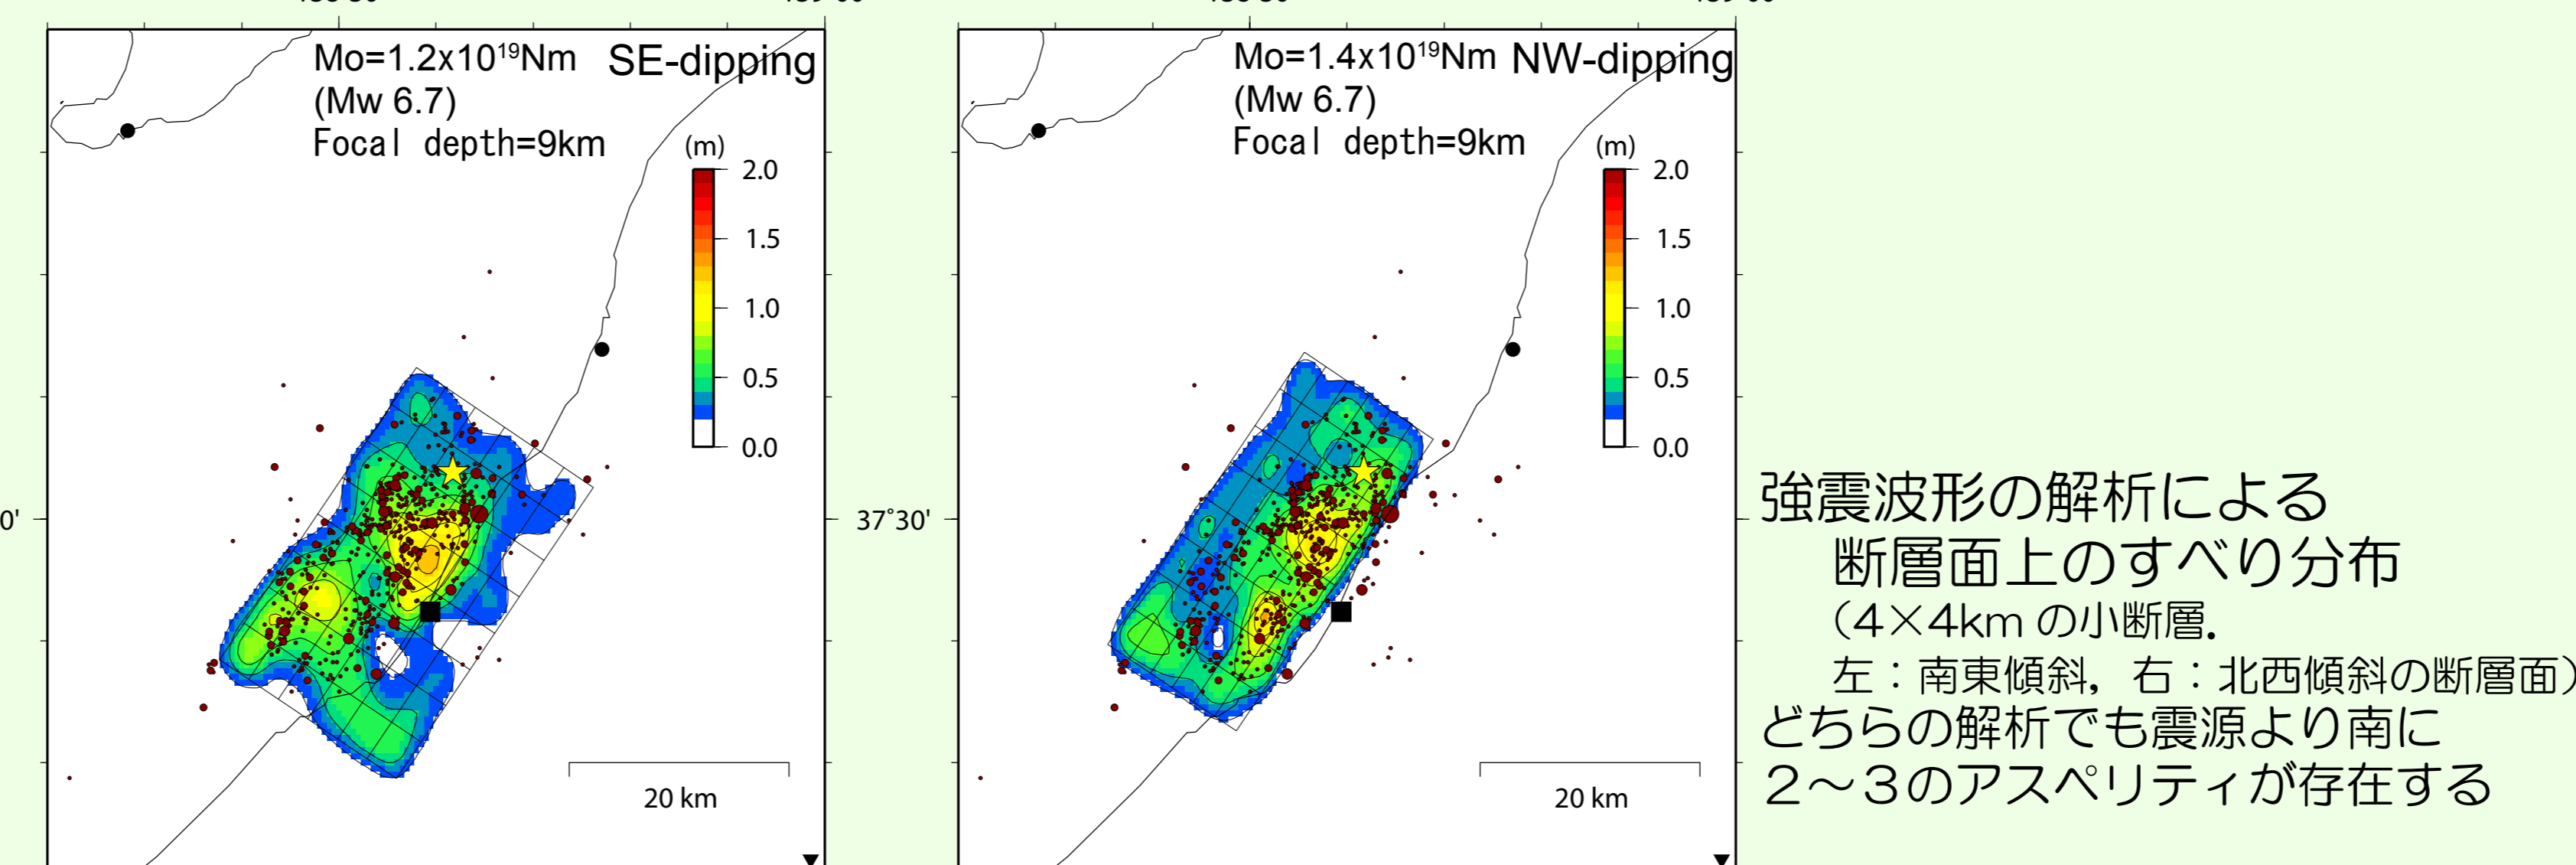 Mo=1.2x10¹⁹Nm SE-dipping
(Mw 6.7)
Focal depth=9km
(m)
2.0
1.5
1.0
0.5
0.0
20 km
0'
Mo=1.4x10¹⁹Nm NW-dipping
(Mw 6.7)
Focal depth=9km
(m)
2.0
1.5
1.0
0.5
0.0
37°30'
20 km
強震波形の解析による
断層面上のすべり分布
（4×4km の小断層.
左：南東傾斜, 右：北西傾斜の断層面）
どちらの解析でも震源より南に
２～３のアスペリティが存在する